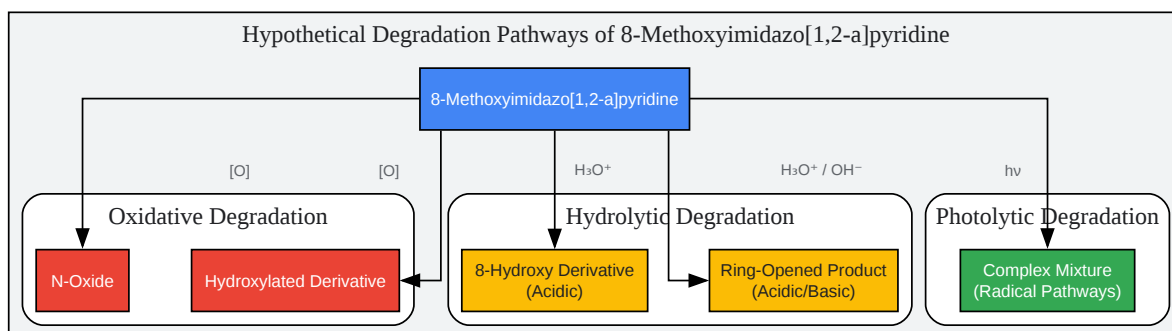 Hypothetical Degradation Pathways of 8-Methoxyimidazo[1,2-a]pyridine
8-Methoxyimidazo[1,2-a]pyridine
[O]
[O]
H₃O⁺
H₃O⁺ / OH⁻
hν
Oxidative Degradation
Hydrolytic Degradation
Photolytic Degradation
N-Oxide
Hydroxylated Derivative
8-Hydroxy Derivative
(Acidic)
Ring-Opened Product
(Acidic/Basic)
Complex Mixture
(Radical Pathways)